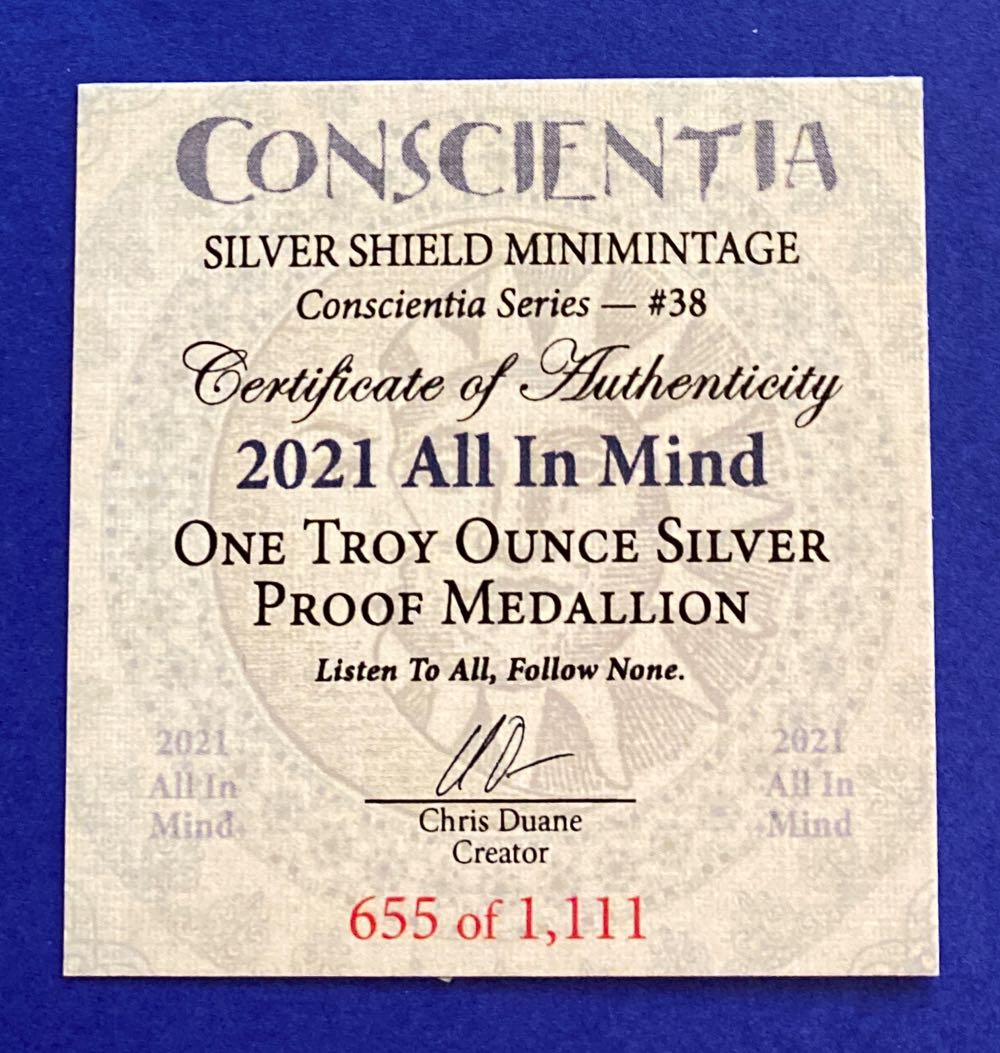 CONSCIENTIA
SILVER SHIELD MINIMINTAGE
Conscientia Series — #38
Certificate of Authenticity
2021 All In Mind
ONE TROY OUNCE SILVER
PROOF MEDALLION
Listen To All, Follow None.
2021
All In
Mind
2021
All In
Mind
Chris Duane
Creator
655 of 1,111